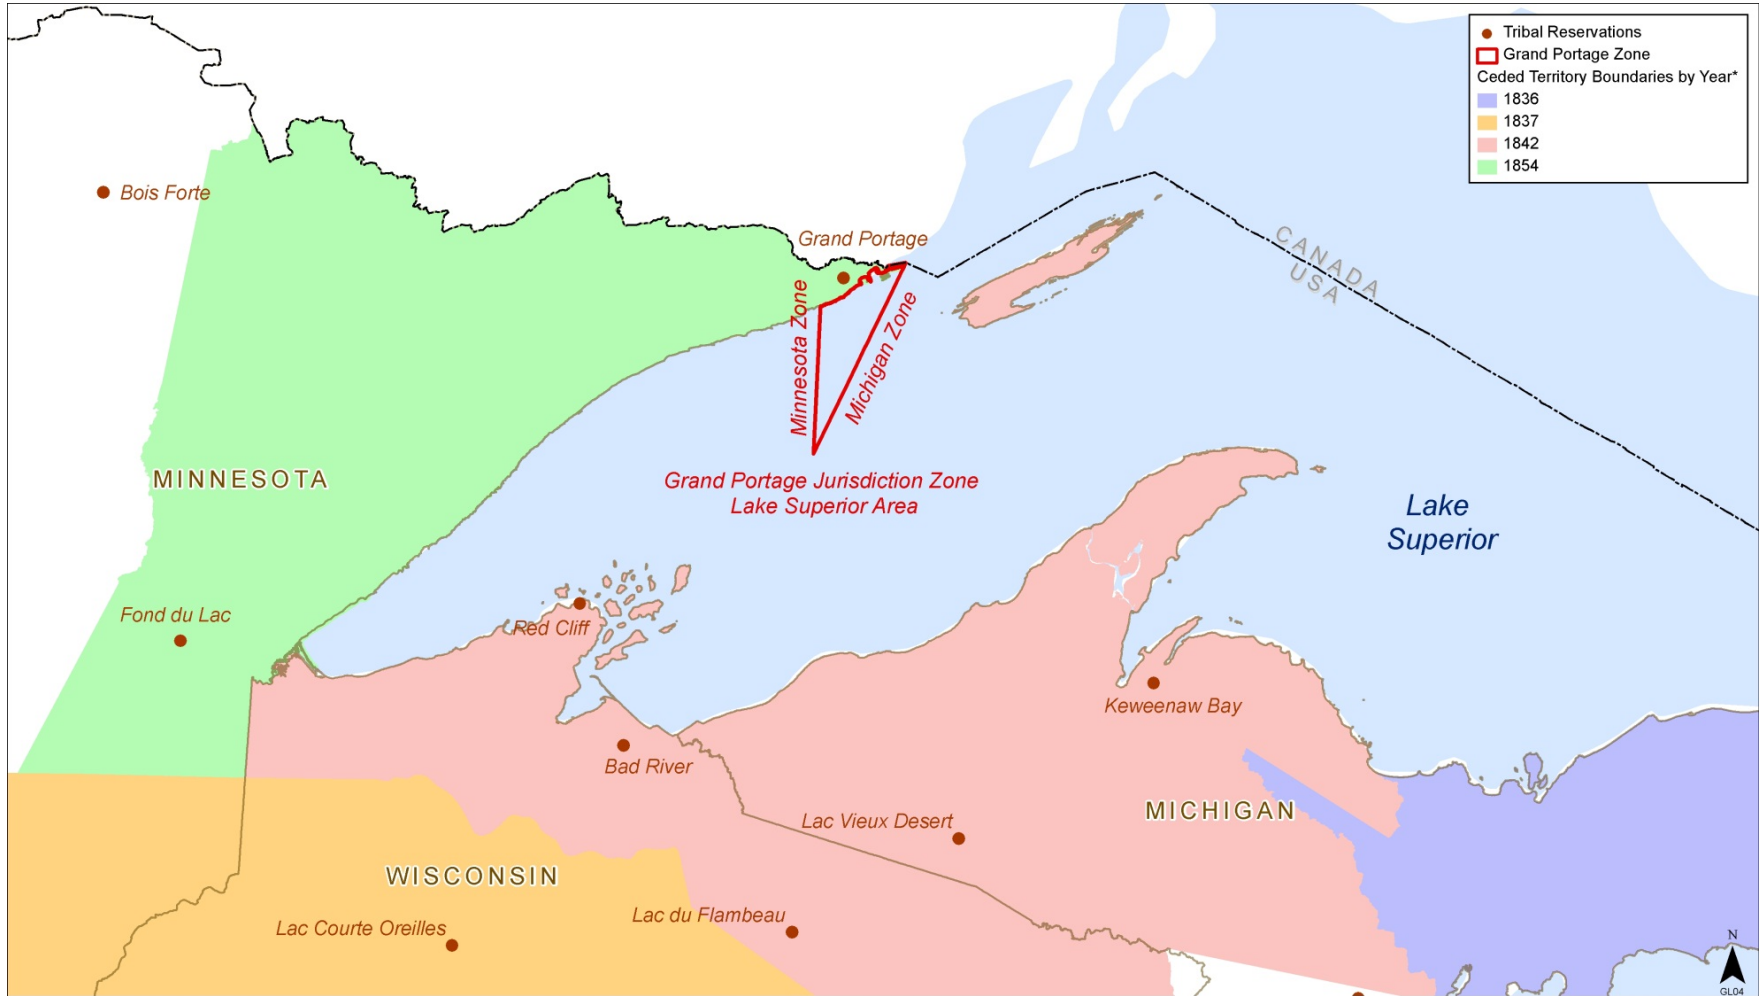 Tribal Reservations
Grand Portage Zone
Ceded Territory Boundaries by Year*
1836
1837
1842
1854
Bois Forte
Grand Portage
CANADA
USA
Minnesota Zone
Michigan Zone
MINNESOTA
Grand Portage Jurisdiction Zone
Lake Superior Area
Lake
Superior
Fond du Lac
Red Cliff
Keweenaw Bay
Bad River
MICHIGAN
Lac Vieux Desert
WISCONSIN
Lac du Flambeau
Lac Courte Oreilles
N
GL04